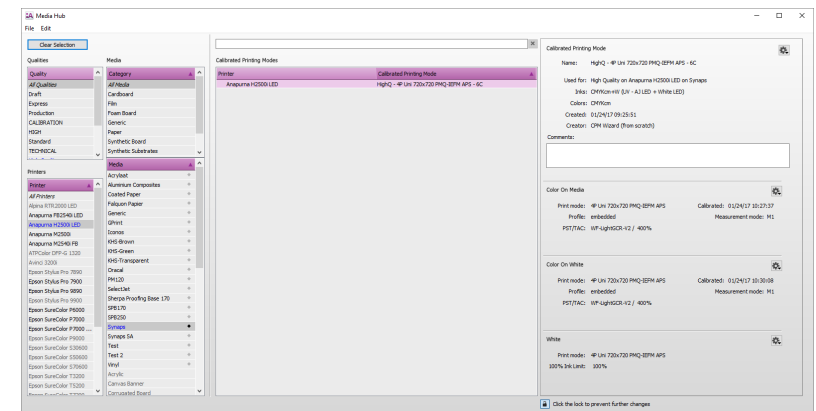 Media Hub
File Edit
Clear Selection
Qualities
Quality
All Qualities
Draft
Express
Production
CALIBRATION
HIGH
Standard
TECHNICAL
Printers
Printer
All Printers
Alpina RTR2000 LED
Anapurna FB2540i LED
Anapurna H2500i LED
Anapurna M2500i
Anapurna M2540i FB
ATPColor DFP-G 1320
Avinci 3200i
Epson Stylus Pro 7890
Epson Stylus Pro 7900
Epson Stylus Pro 9890
Epson Stylus Pro 9900
Epson SureColor P6000
Epson SureColor P7000
Epson SureColor P7000 ...
Epson SureColor P9000
Epson SureColor S30600
Epson SureColor S50600
Epson SureColor S70600
Epson SureColor T3200
Epson SureColor T5200
Media
Category
All Media
Cardboard
Film
Foam Board
Generic
Paper
Synthetic Board
Synthetic Substrates
Media
Acrylaat
Aluminium Composites
Coated Paper
Falquon Paper
Generic
GPrint
Iconos
KHS-Brown
KHS-Green
KHS-Transparent
Oracal
PM120
SelectJet
Sherpa Proofing Base 170
SPB170
SPB250
Synaps
Synaps SA
Test
Test 2
Vinyl
Acrylic
Canvas Banner
Corrugated Board
Calibrated Printing Modes
Printer Calibrated Printing Mode
Anapurna H2500i LED HighQ - 4P Uni 720x720 PMQ-IEFM APS - 6C
Calibrated Printing Mode
Name: HighQ - 4P Uni 720x720 PMQ-IEFM APS - 6C
Used for: High Quality on Anapurna H2500i LED on Synaps
Inks: CMYKcm+W (UV - AJ LED + White LED)
Colors: CMYKcm
Created: 01/24/17 09:25:51
Creator: CPM Wizard (from scratch)
Comments:
Color On Media
Print mode: 4P Uni 720x720 PMQ-IEFM APS Calibrated: 01/24/17 10:27:37
Profile: embedded Measurement mode: M1
PST/TAC: WF-LightGCR-V2 / 400%
Color On White
Print mode: 4P Uni 720x720 PMQ-IEFM APS Calibrated: 01/24/17 10:30:08
Profile: embedded Measurement mode: M1
PST/TAC: WF-LightGCR-V2 / 400%
White
Print mode: 4P Uni 720x720 PMQ-IEFM APS
100% Ink Limit: 100%
Click the lock to prevent further changes